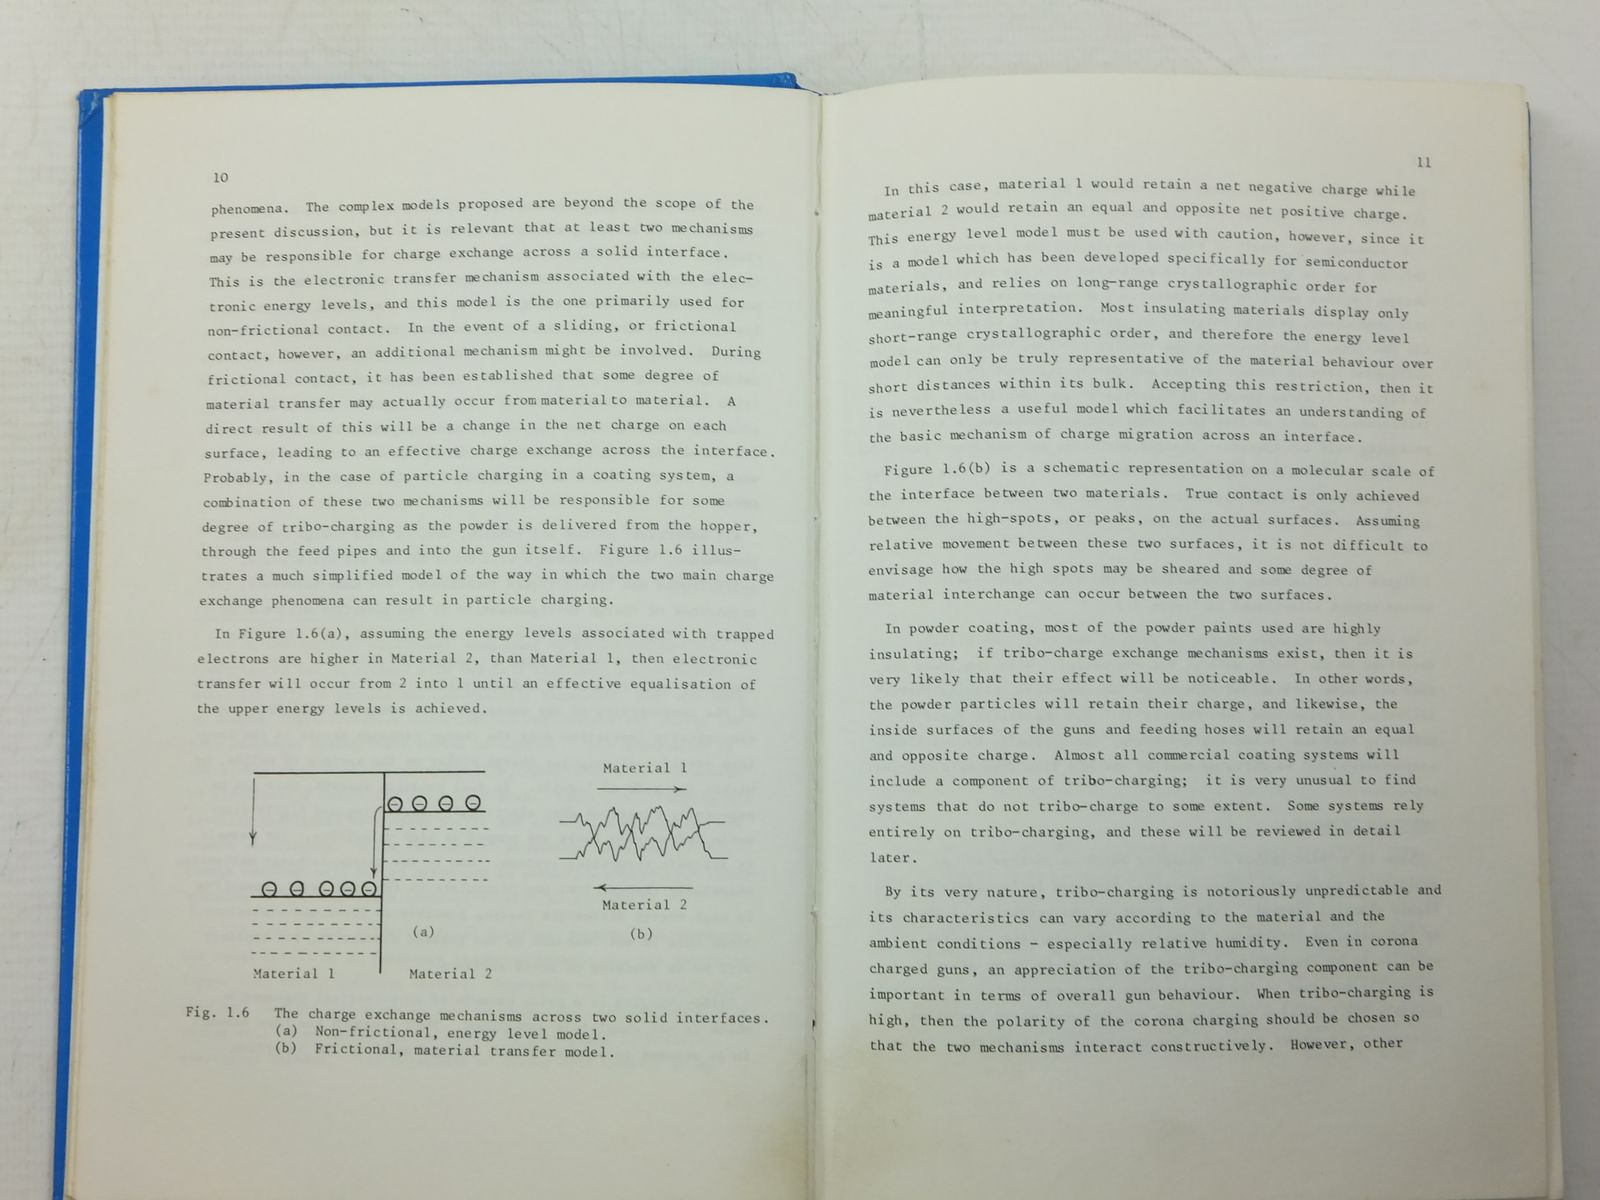 10
phenomena. The complex models proposed are beyond the scope of the
present discussion, but it is relevant that at least two mechanisms
may be responsible for charge exchange across a solid interface.
This is the electronic transfer mechanism associated with the elec-
tronic energy levels, and this model is the one primarily used for
non-frictional contact. In the event of a sliding, or frictional
contact, however, an additional mechanism might be involved. During
frictional contact, it has been established that some degree of
material transfer may actually occur from material to material. A
direct result of this will be a change in the net charge on each
surface, leading to an effective charge exchange across the interface.
Probably, in the case of particle charging in a coating system, a
combination of these two mechanisms will be responsible for some
degree of tribo-charging as the powder is delivered from the hopper,
through the feed pipes and into the gun itself. Figure 1.6 illus-
trates a much simplified model of the way in which the two main charge
exchange phenomena can result in particle charging.
In Figure 1.6(a), assuming the energy levels associated with trapped
electrons are higher in Material 2, than Material 1, then electronic
transfer will occur from 2 into 1 until an effective equalisation of
the upper energy levels is achieved.
Material 1
Material 2
(a)
(b)
Material 1
Material 2
Fig. 1.6 The charge exchange mechanisms across two solid interfaces.
(a) Non-frictional, energy level model.
(b) Frictional, material transfer model.
11
In this case, material 1 would retain a net negative charge while
material 2 would retain an equal and opposite net positive charge.
This energy level model must be used with caution, however, since it
is a model which has been developed specifically for semiconductor
materials, and relies on long-range crystallographic order for
meaningful interpretation. Most insulating materials display only
short-range crystallographic order, and therefore the energy level
model can only be truly representative of the material behaviour over
short distances within its bulk. Accepting this restriction, then it
is nevertheless a useful model which facilitates an understanding of
the basic mechanism of charge migration across an interface.
Figure 1.6(b) is a schematic representation on a molecular scale of
the interface between two materials. True contact is only achieved
between the high-spots, or peaks, on the actual surfaces. Assuming
relative movement between these two surfaces, it is not difficult to
envisage how the high spots may be sheared and some degree of
material interchange can occur between the two surfaces.
In powder coating, most of the powder paints used are highly
insulating; if tribo-charge exchange mechanisms exist, then it is
very likely that their effect will be noticeable. In other words,
the powder particles will retain their charge, and likewise, the
inside surfaces of the guns and feeding hoses will retain an equal
and opposite charge. Almost all commercial coating systems will
include a component of tribo-charging; it is very unusual to find
systems that do not tribo-charge to some extent. Some systems rely
entirely on tribo-charging, and these will be reviewed in detail
later.
By its very nature, tribo-charging is notoriously unpredictable and
its characteristics can vary according to the material and the
ambient conditions - especially relative humidity. Even in corona
charged guns, an appreciation of the tribo-charging component can be
important in terms of overall gun behaviour. When tribo-charging is
high, then the polarity of the corona charging should be chosen so
that the two mechanisms interact constructively. However, other